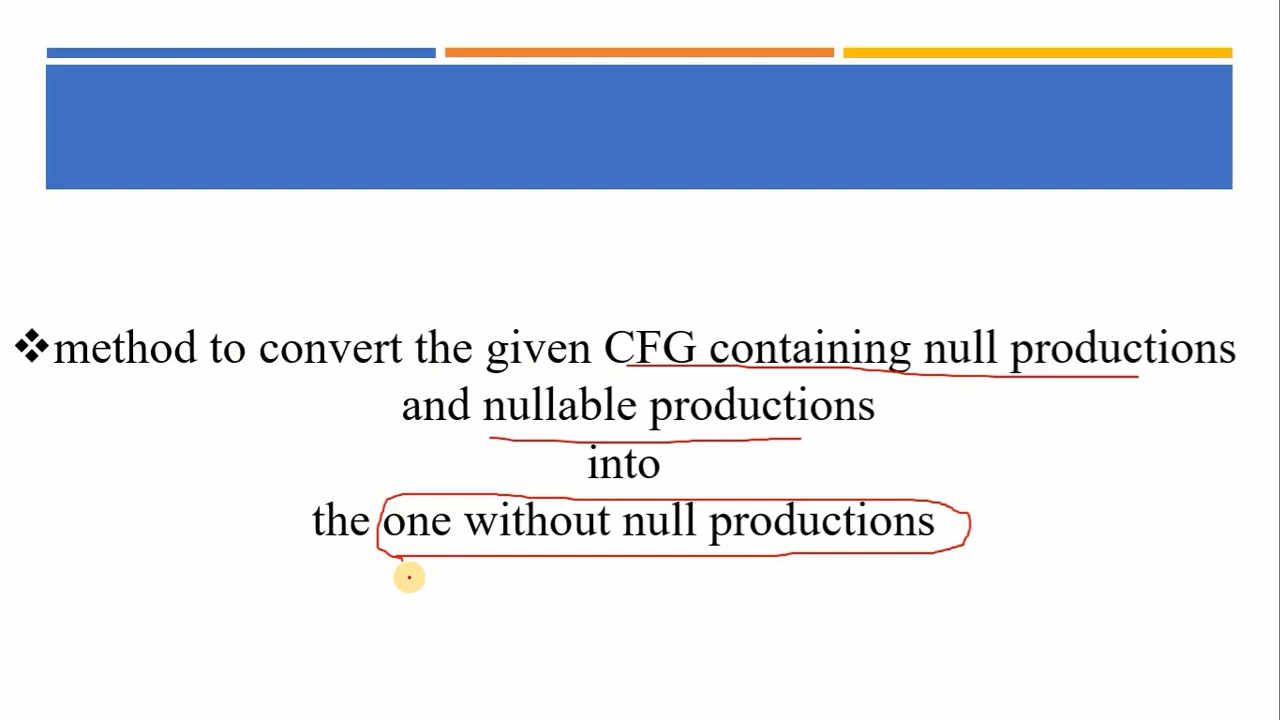 ❖method to convert the given CFG containing null productions
and nullable productions
into
the one without null productions